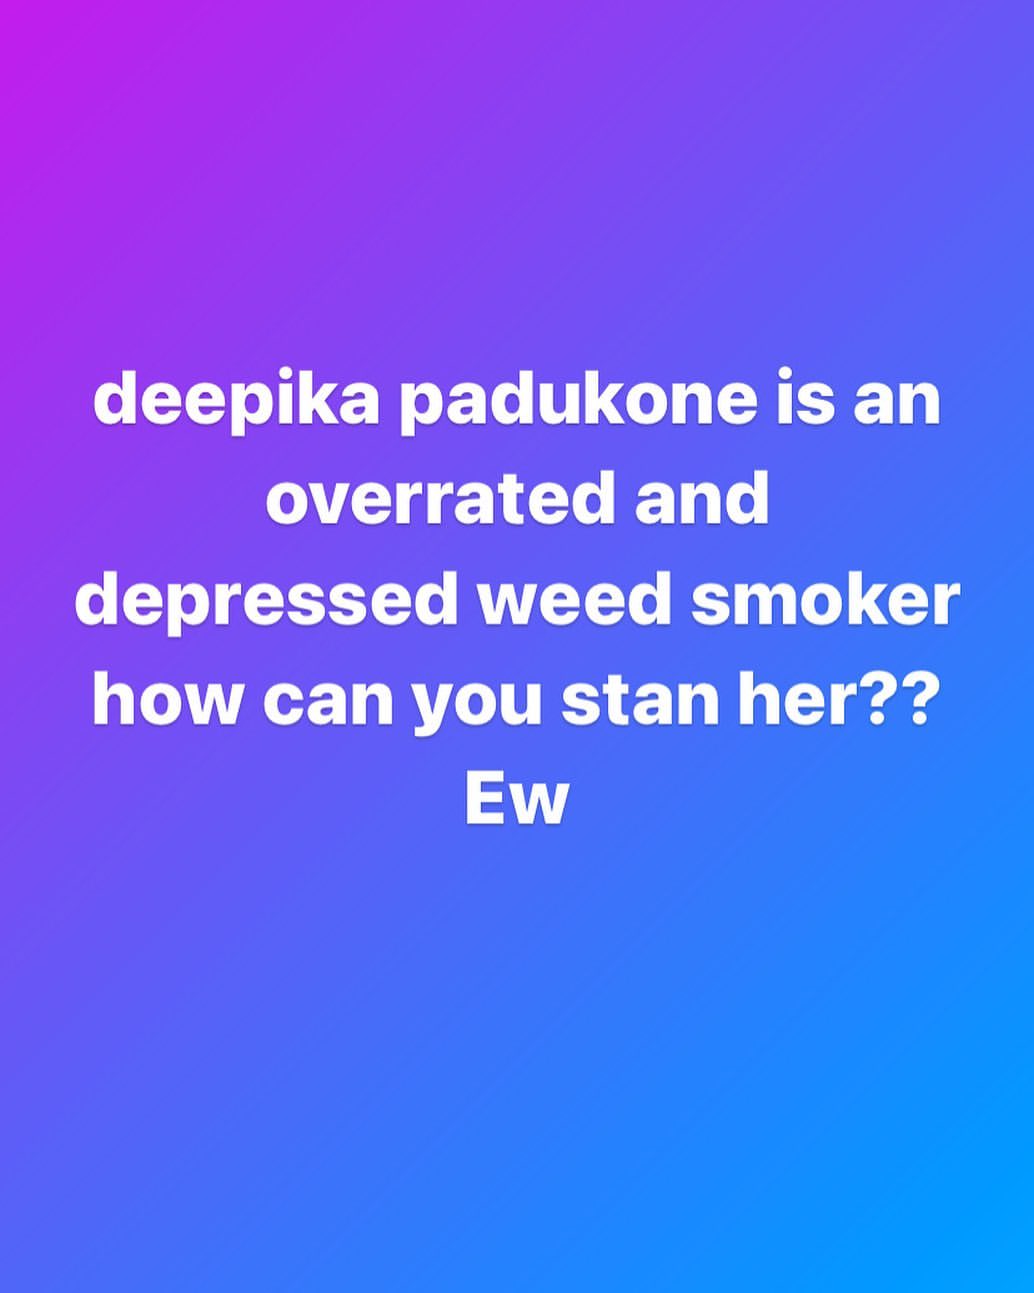 deepika padukone is an
overrated and
depressed weed smoker
how can you stan her??
Ew